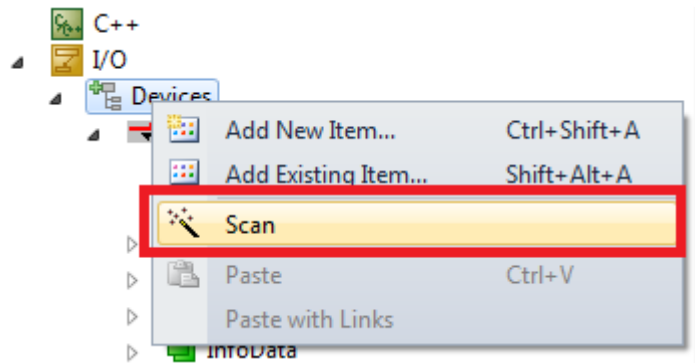 C++
I/O
Devices
Add New Item... Ctrl+Shift+A
Add Existing Item... Shift+Alt+A
Scan
Paste Ctrl+V
Paste with Links
InfoData